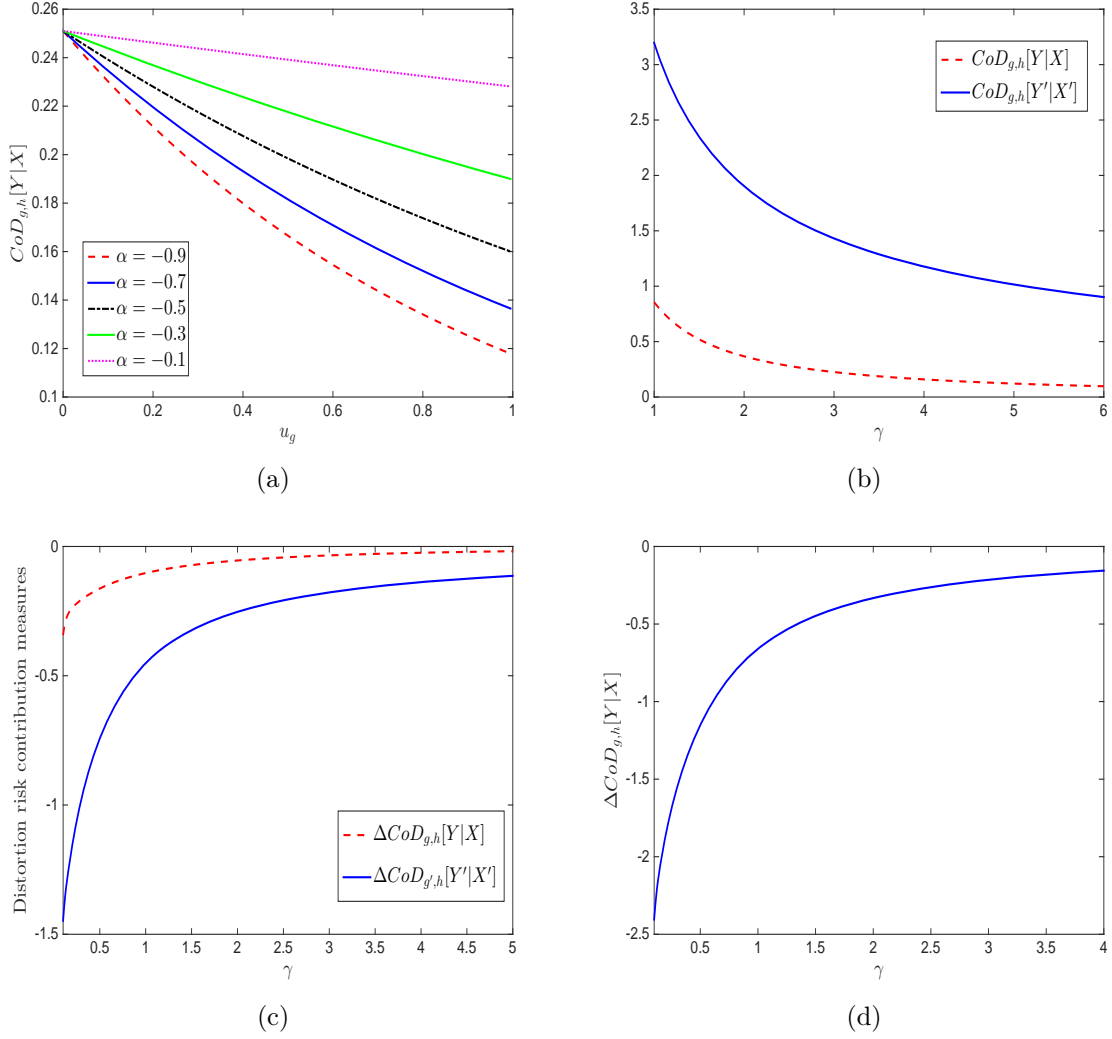 0.26
0.24
0.22
0.2
0.18
0.16
0.14
0.12
0.1
CoD_{g,h}[Y|X]
α = −0.9
α = −0.7
α = −0.5
α = −0.3
α = −0.1
0 0.2 0.4 0.6 0.8 1
u_g
(a)
3.5
3
2.5
2
1.5
1
0.5
0
CoD_{g,h}[Y|X]
CoD_{g,h}[Y′|X′]
1 2 3 4 5 6
γ
(b)
0
-0.5
-1
-1.5
Distortion risk contribution measures
ΔCoD_{g,h}[Y|X]
ΔCoD_{g′,h}[Y′|X′]
0.5 1 1.5 2 2.5 3 3.5 4 4.5 5
γ
(c)
0
-0.5
-1
-1.5
-2
-2.5
ΔCoD_{g,h}[Y|X]
0.5 1 1.5 2 2.5 3 3.5 4
γ
(d)